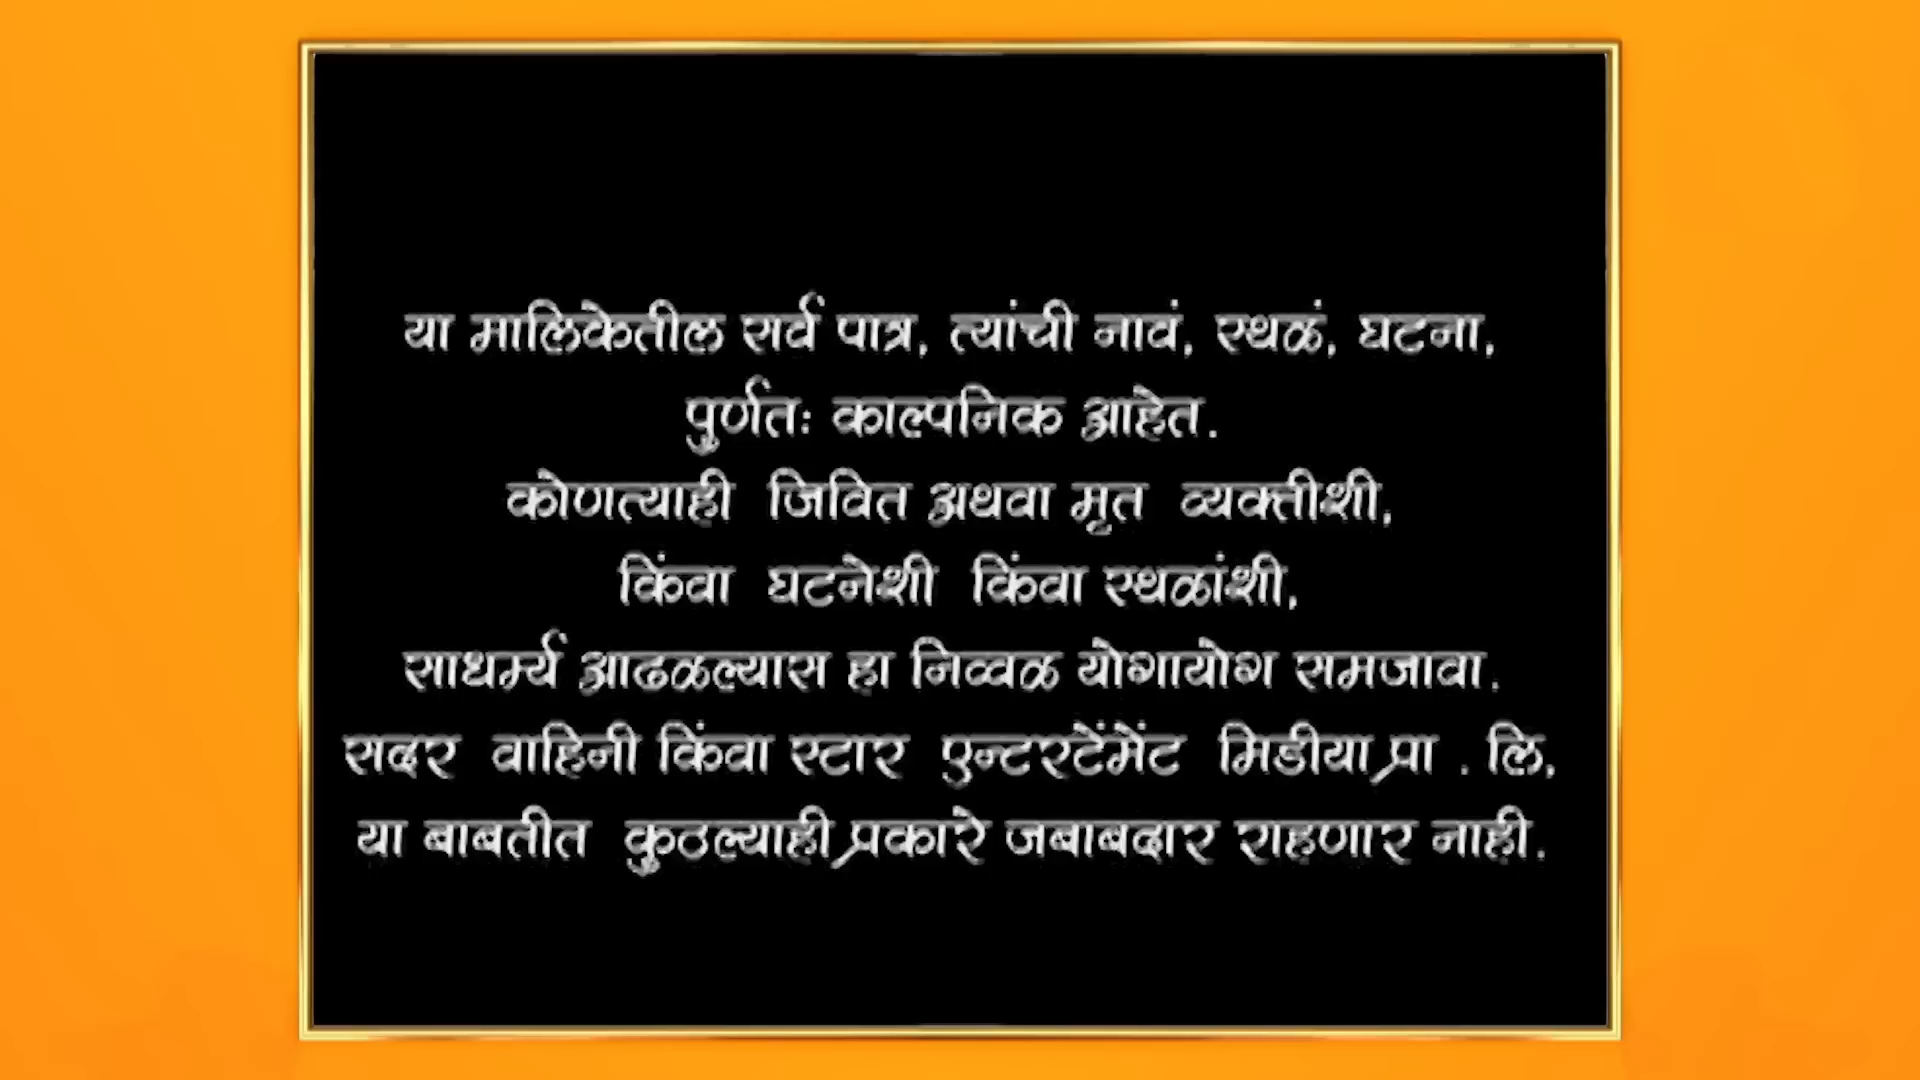 या मालिकेतील सर्व पात्र, त्यांची नावं, स्थळं, घटना,
पुर्णतः काल्पनिक आहेत.
कोणत्याही जिवित अथवा मृत व्यक्तीशी,
किंवा घटनेशी किंवा स्थळांशी,
साधर्म्य आढळल्यास हा निव्वळ योगायोग समजावा.
सदर वाहिनी किंवा स्टार एन्टरटेंमेंट मिडीया प्रा . लि,
या बाबतीत कुठल्याही प्रकारे जबाबदार राहणार नाही.